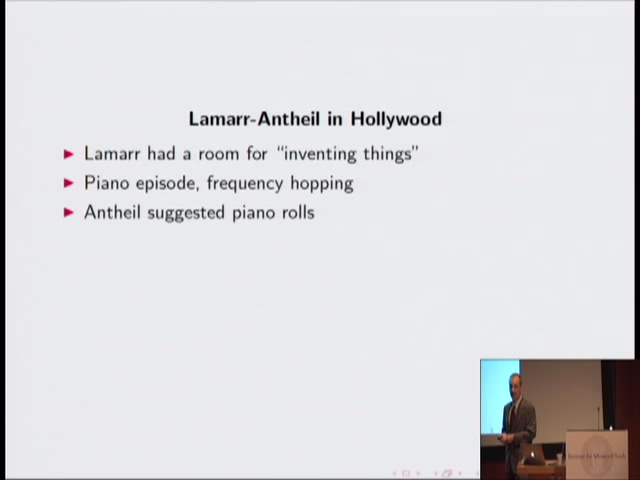 Lamarr-Antheil in Hollywood
Lamarr had a room for “inventing things”
Piano episode, frequency hopping
Antheil suggested piano rolls